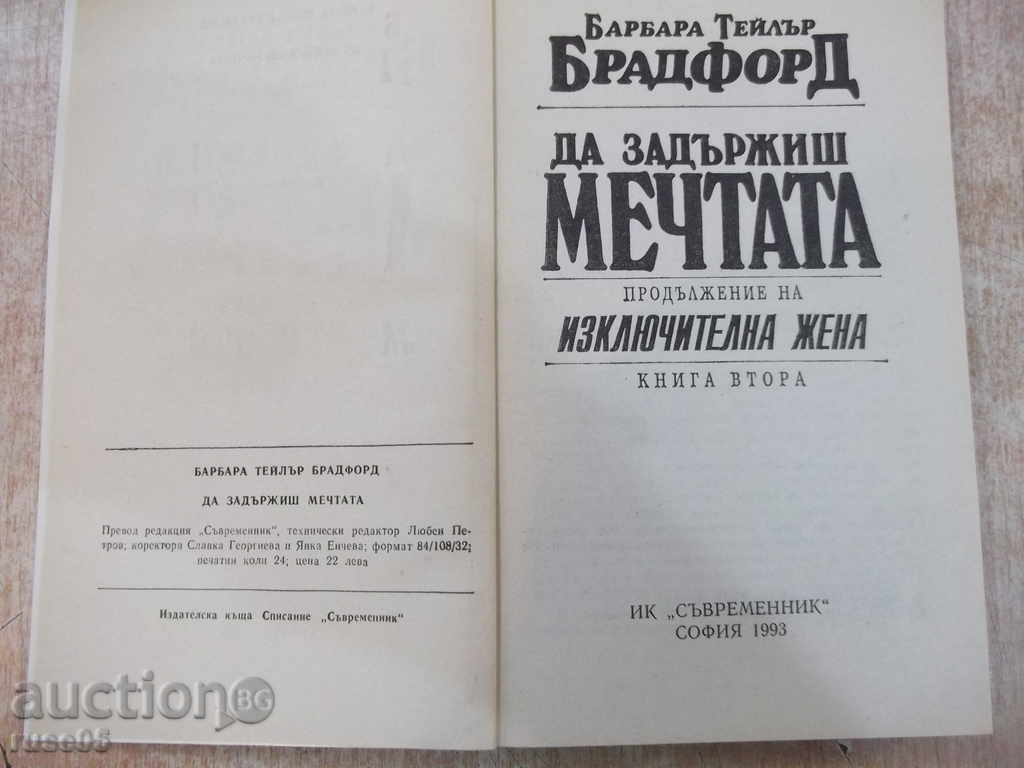 БАРБАРА ТЕЙЛЪР БРАДФОРД
ДА ЗАДЪРЖИШ МЕЧТАТА
Превод редакция „Съвременник“, технически редактор Любен Пе-
тров; коректора Славка Георгиева и Янка Енчева; формат 84/108/32;
печатни коли 24; цена 22 лева
Издателска къща Списание „Съвременник“
БАРБАРА ТЕЙЛЪР
БРАДФОРД
ДА ЗАДЪРЖИШ
МЕЧТАТА
ПРОДЪЛЖЕНИЕ НА
ИЗКЛЮЧИТЕЛНА ЖЕНА
КНИГА ВТОРА
ИК „СЪВРЕМЕННИК“
СОФИЯ 1993
auction BG
ruse05